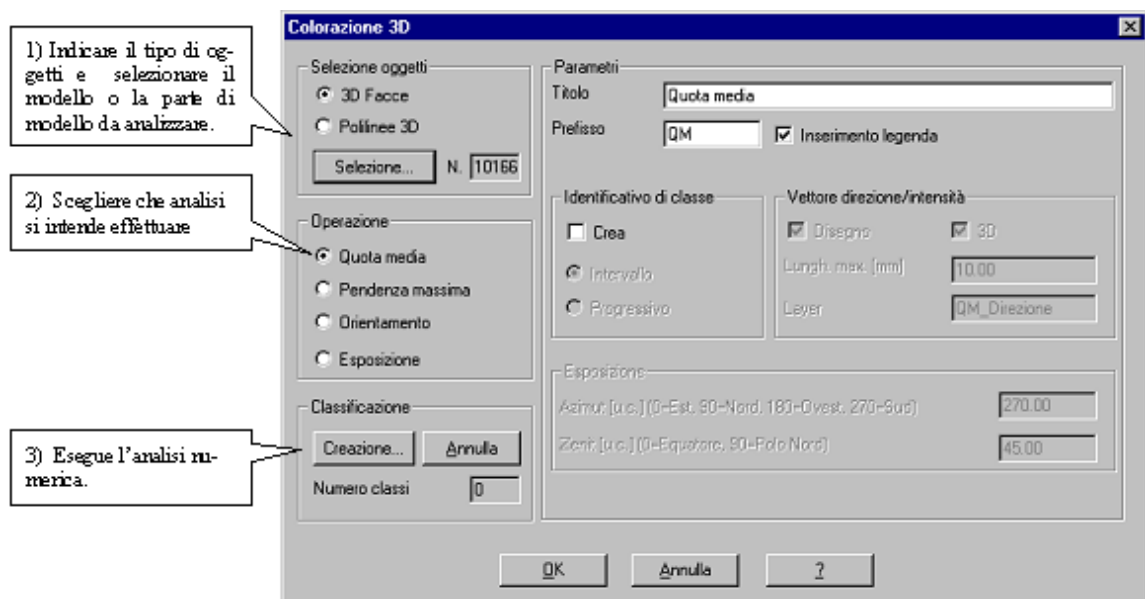 1) Indicare il tipo di og-
getti e selezionare il
modello o la parte di
modello da analizzare.
2) Scegliere che analisi
si intende effettuare
3) Esegue l'analisi nu-
merica.
Colorazione 3D
Selezione oggetti
3D Facce
Polilinee 3D
Selezione... N. 10166
Operazione
Quota media
Pendenza massima
Orientamento
Esposizione
Classificazione
Creazione... Annulla
Numero classi 0
Parametri
Titolo Quota media
Prefisso QM Inserimento legenda
Identificativo di classe
Crea
Intervallo
Progressivo
Vettore direzione/intensità
Disegno 3D
Lungh. max. [mm] 10.00
Layer QM_Direzione
Esposizione
Azimut [u.c.] (0=Est, 90=Nord, 180=Ovest, 270=Sud) 270.00
Zenit [u.c.] (0=Equatore, 90=Polo Nord) 45.00
OK Annulla ?